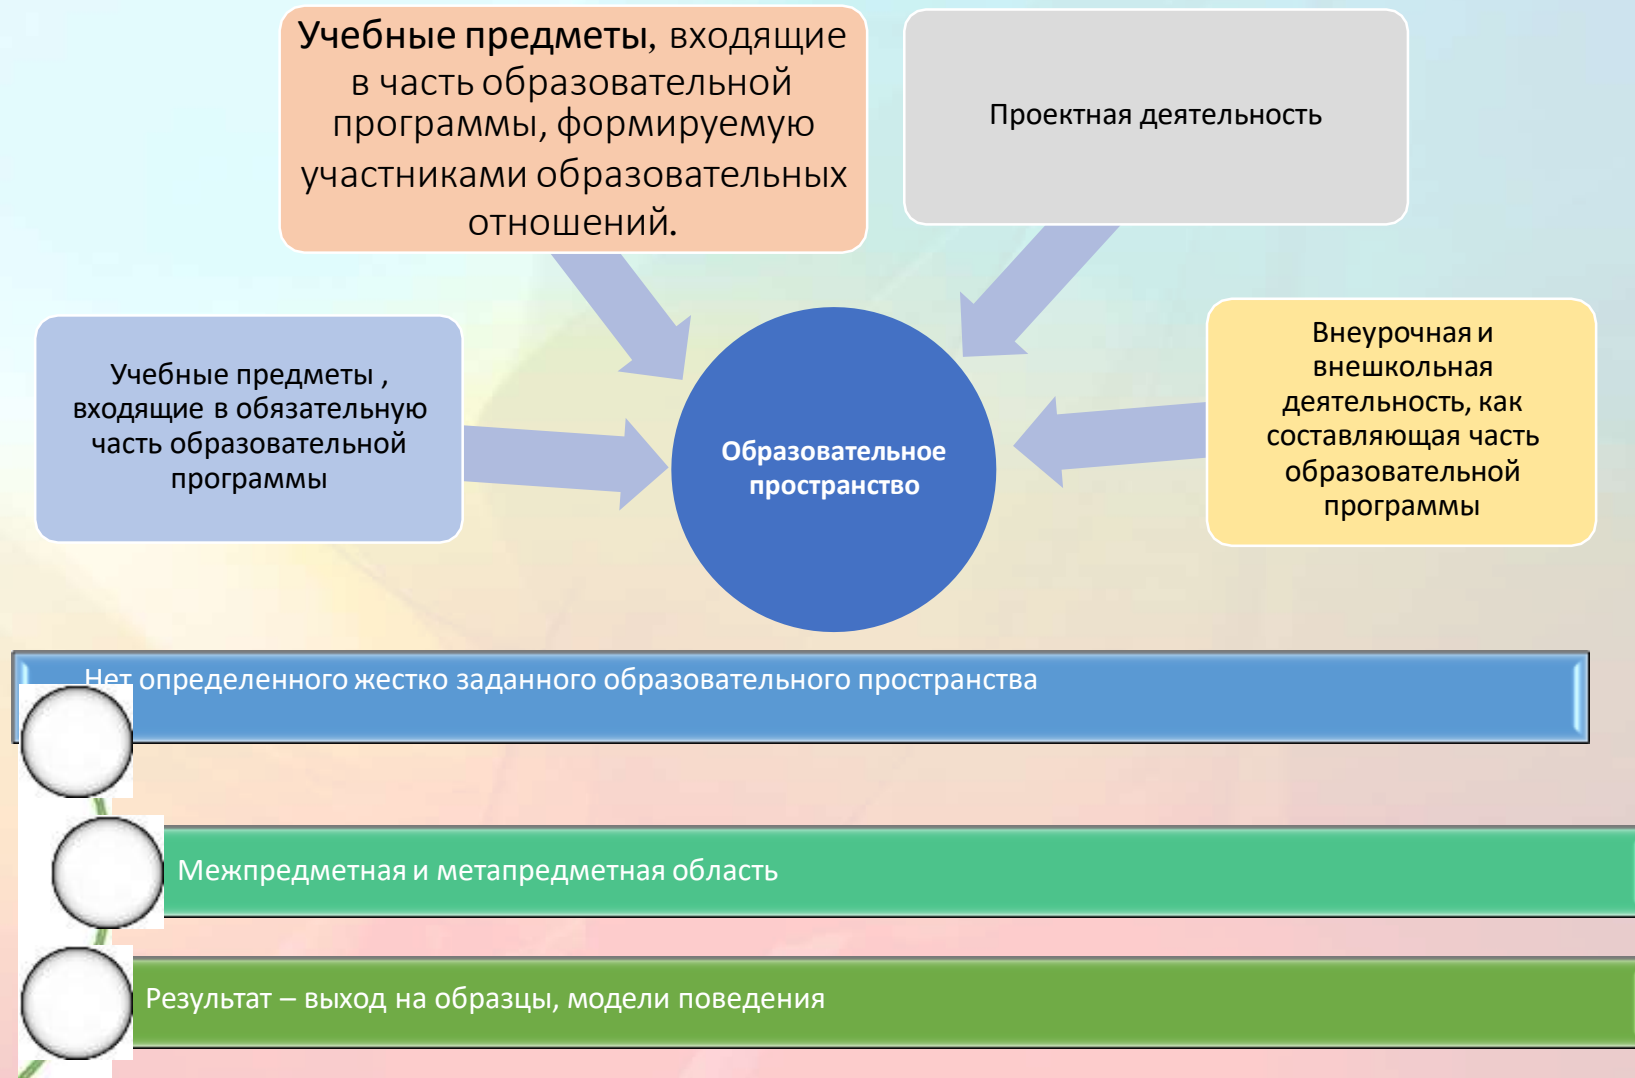 Учебные предметы, входящие
в часть образовательной
программы, формируемую
участниками образовательных
отношений.
Проектная деятельность
Учебные предметы ,
входящие в обязательную
часть образовательной
программы
Образовательное
пространство
Внеурочная и
внешкольная
деятельность, как
составляющая часть
образовательной
программы
Нет определенного жестко заданного образовательного пространства
Межпредметная и метапредметная область
Результат – выход на образцы, модели поведения